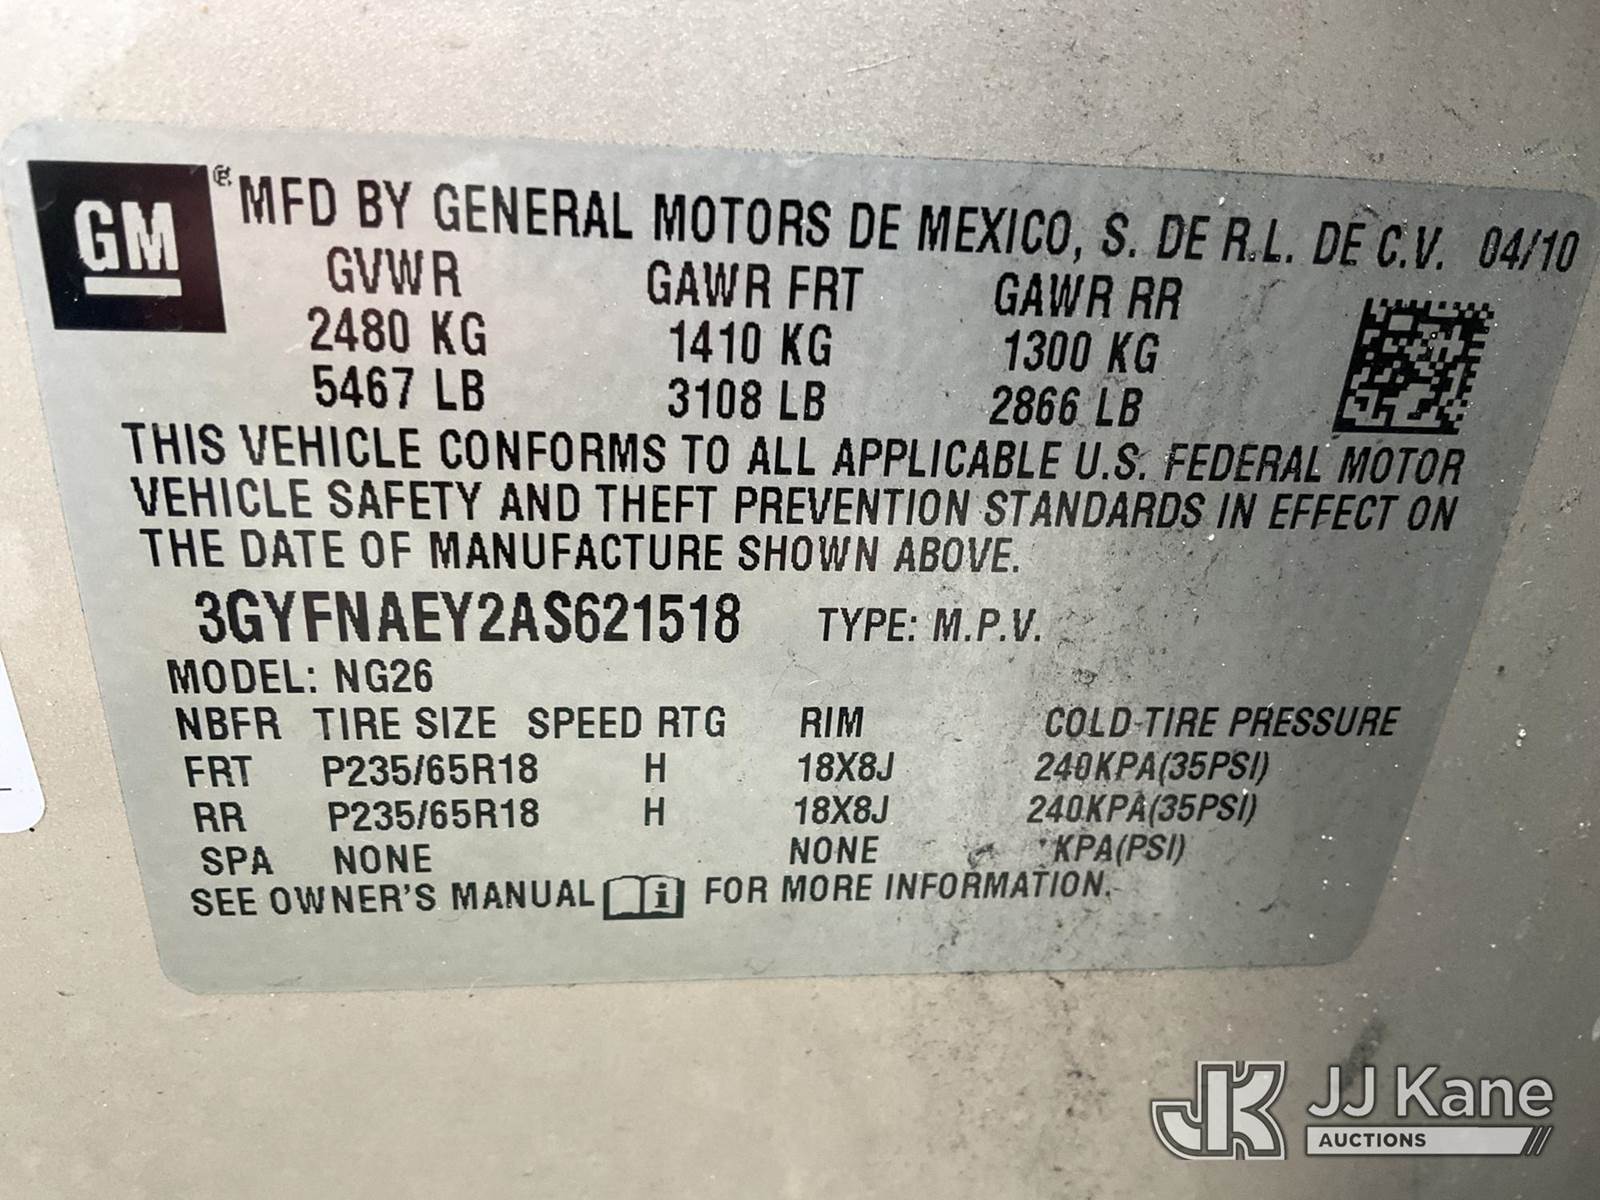 GM
MFD BY GENERAL MOTORS DE MEXICO, S. DE R.L. DE C.V. 04/10
GVWR GAWR FRT GAWR RR
2480 KG 1410 KG 1300 KG
5467 LB 3108 LB 2866 LB
THIS VEHICLE CONFORMS TO ALL APPLICABLE U.S. FEDERAL MOTOR
VEHICLE SAFETY AND THEFT PREVENTION STANDARDS IN EFFECT ON
THE DATE OF MANUFACTURE SHOWN ABOVE.
3GYFNAEY2AS621518 TYPE: M.P.V.
MODEL: NG26
NBFR TIRE SIZE SPEED RTG RIM COLD TIRE PRESSURE
FRT P235/65R18 H 18X8J 240KPA(35PSI)
RR P235/65R18 H 18X8J 240KPA(35PSI)
SPA NONE NONE KPA(PSI)
SEE OWNER'S MANUAL i FOR MORE INFORMATION.
JK JJ Kane
AUCTIONS